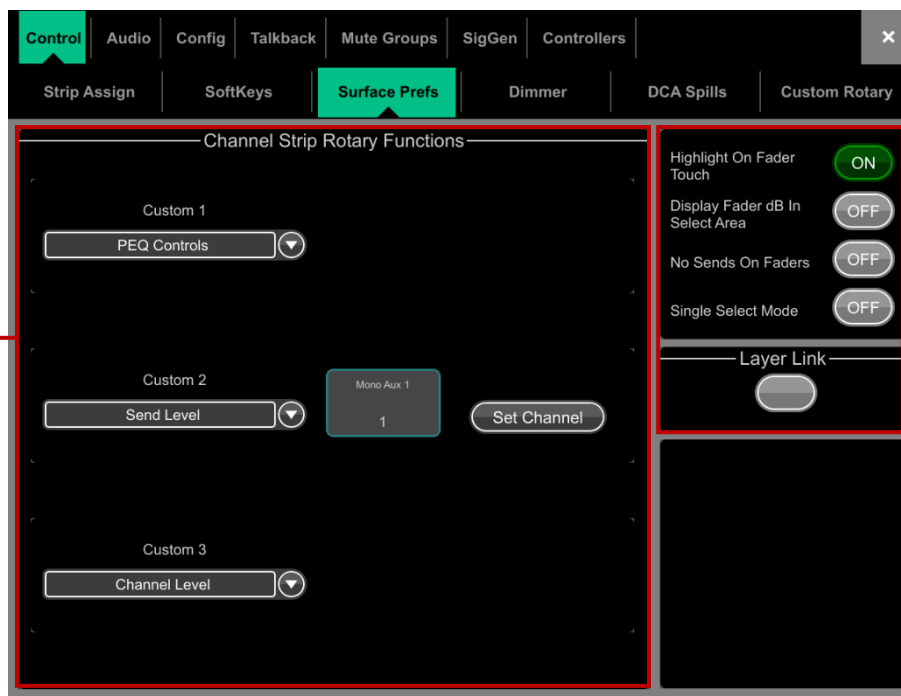 Control Audio Config Talkback Mute Groups SigGen Controllers ×
Strip Assign SoftKeys Surface Prefs Dimmer DCA Spills Custom Rotary
Channel Strip Rotary Functions
Custom 1
PEQ Controls
Custom 2
Send Level
Mono Aux 1
1
Set Channel
Custom 3
Channel Level
Highlight On Fader
Touch
ON
Display Fader dB In
Select Area
OFF
No Sends On Faders
OFF
Single Select Mode
OFF
Layer Link